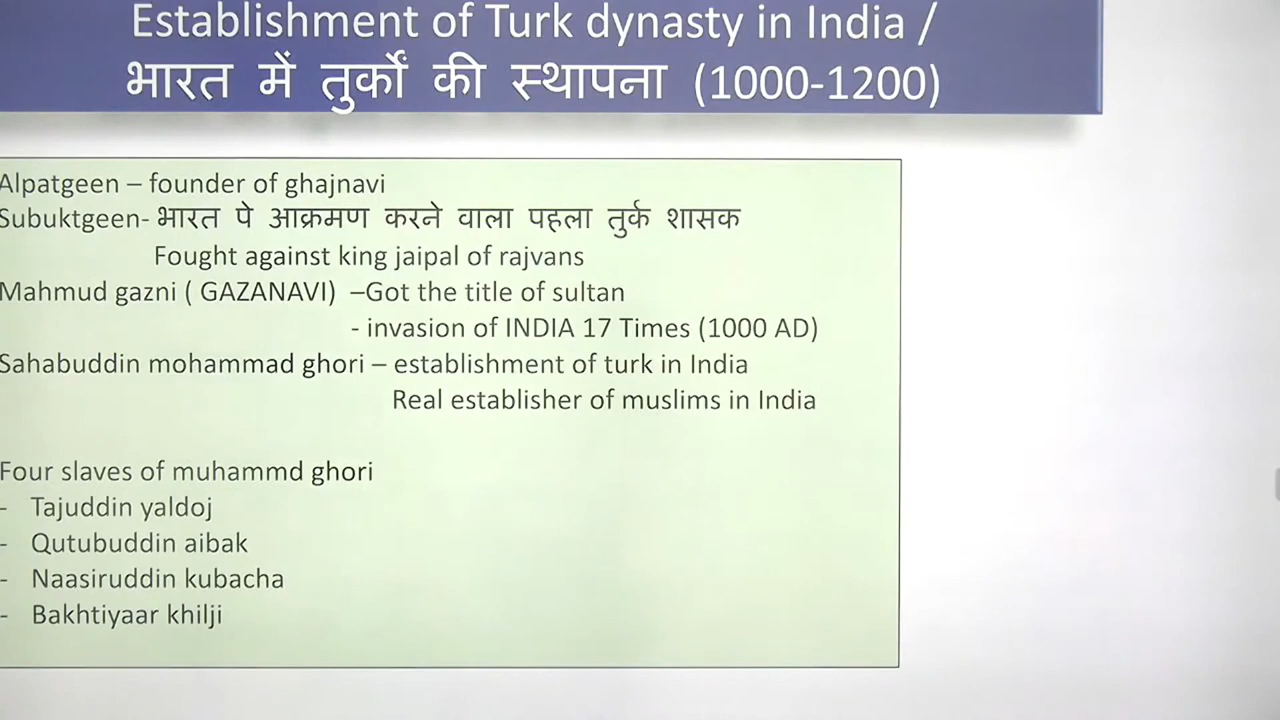 Establishment of Turk dynasty in India /
भारत में तुर्कों की स्थापना (1000-1200)
Alpatgeen – founder of ghajnavi
Subuktgeen- भारत पे आक्रमण करने वाला पहला तुर्क शासक
Fought against king jaipal of rajvans
Mahmud gazni ( GAZANAVI) –Got the title of sultan
- invasion of INDIA 17 Times (1000 AD)
Sahabuddin mohammad ghori – establishment of turk in India
Real establisher of muslims in India
Four slaves of muhammd ghori
- Tajuddin yaldoj
- Qutubuddin aibak
- Naasiruddin kubacha
- Bakhtiyaar khilji